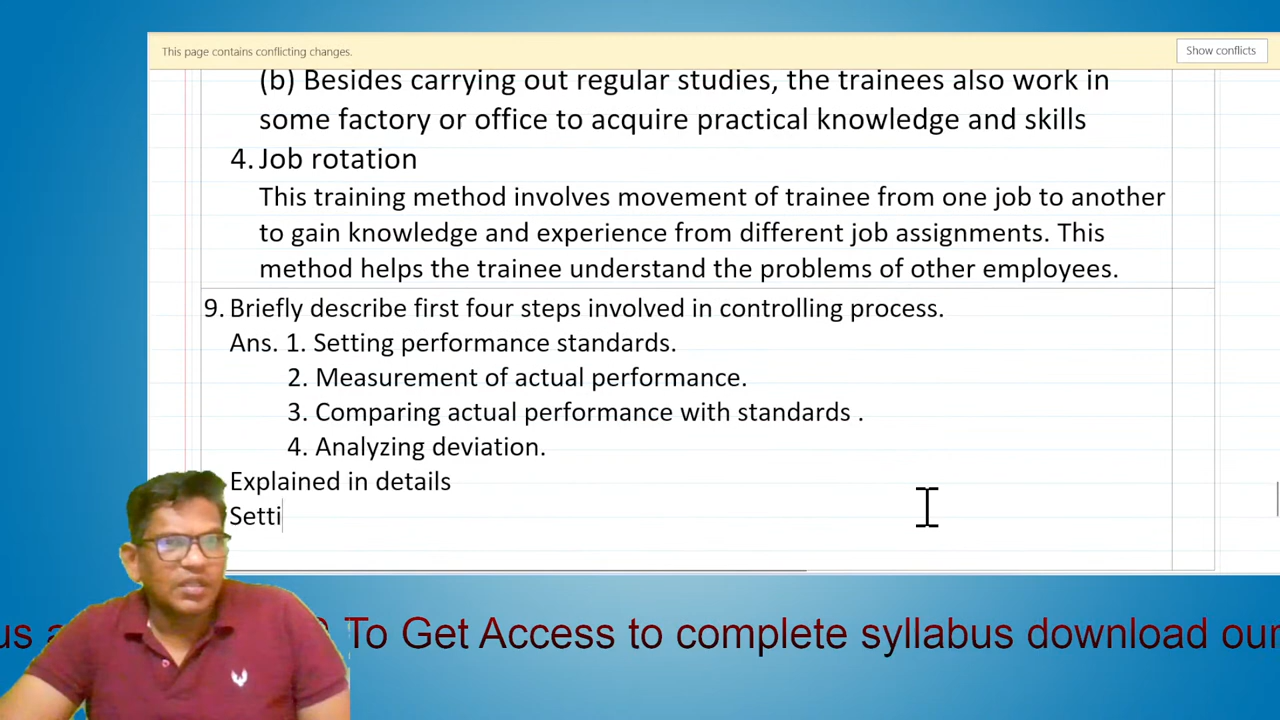 This page contains conflicting changes.
Show conflicts
(b) Besides carrying out regular studies, the trainees also work in
some factory or office to acquire practical knowledge and skills
4. Job rotation
This training method involves movement of trainee from one job to another
to gain knowledge and experience from different job assignments. This
method helps the trainee understand the problems of other employees.
9. Briefly describe first four steps involved in controlling process.
Ans. 1. Setting performance standards.
2. Measurement of actual performance.
3. Comparing actual performance with standards .
4. Analyzing deviation.
Explained in details
Setti
us To Get Access to complete syllabus download our